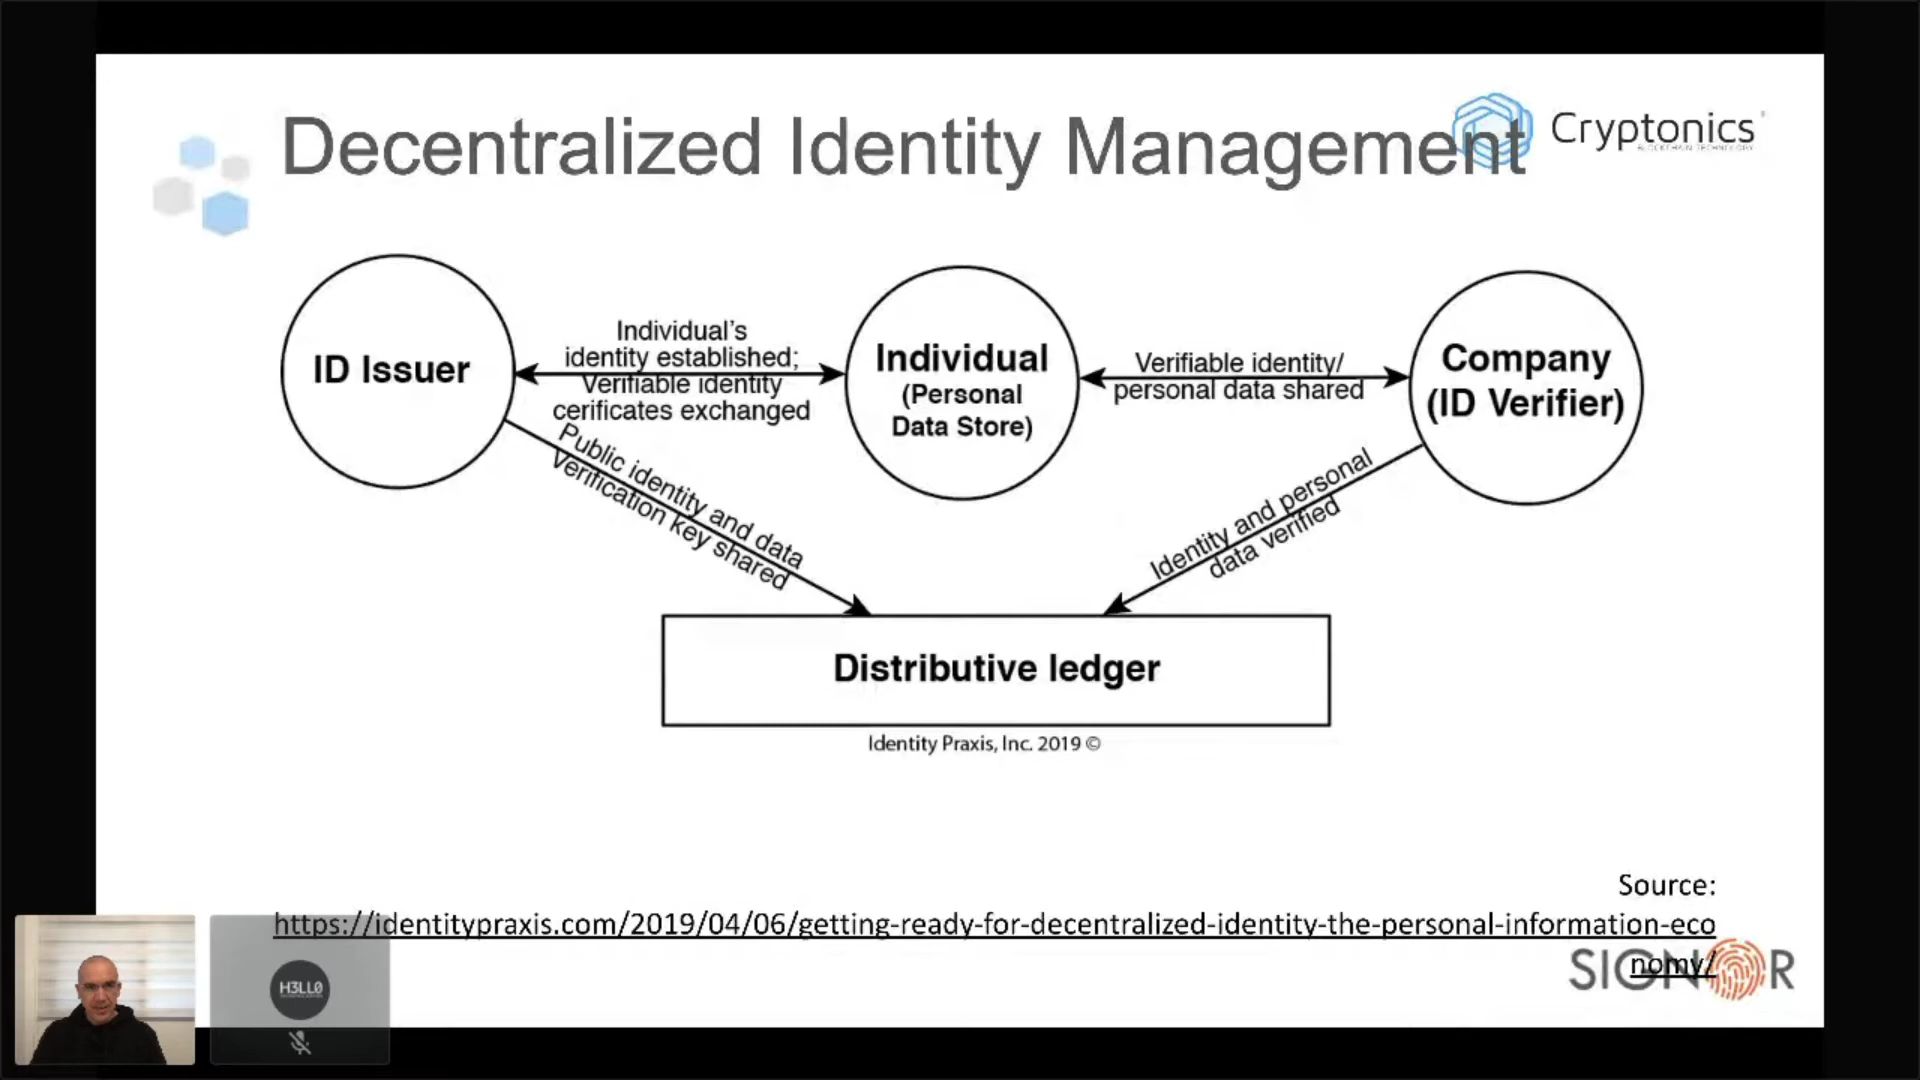 Decentralized Identity Management
Cryptonics
BLOCKCHAIN TECHNOLOGY
ID Issuer
Individual's
identity established;
Verifiable identity
cerificates exchanged
Individual
(Personal
Data Store)
Verifiable identity/
personal data shared
Company
(ID Verifier)
Public identity and data
verification key shared
Identity and personal
data verified
Distributive ledger
Identity Praxis, Inc. 2019 ©
Source:
https://identitypraxis.com/2019/04/06/getting-ready-for-decentralized-identity-the-personal-information-eco
nomy/
SIGNOR
H3LL0